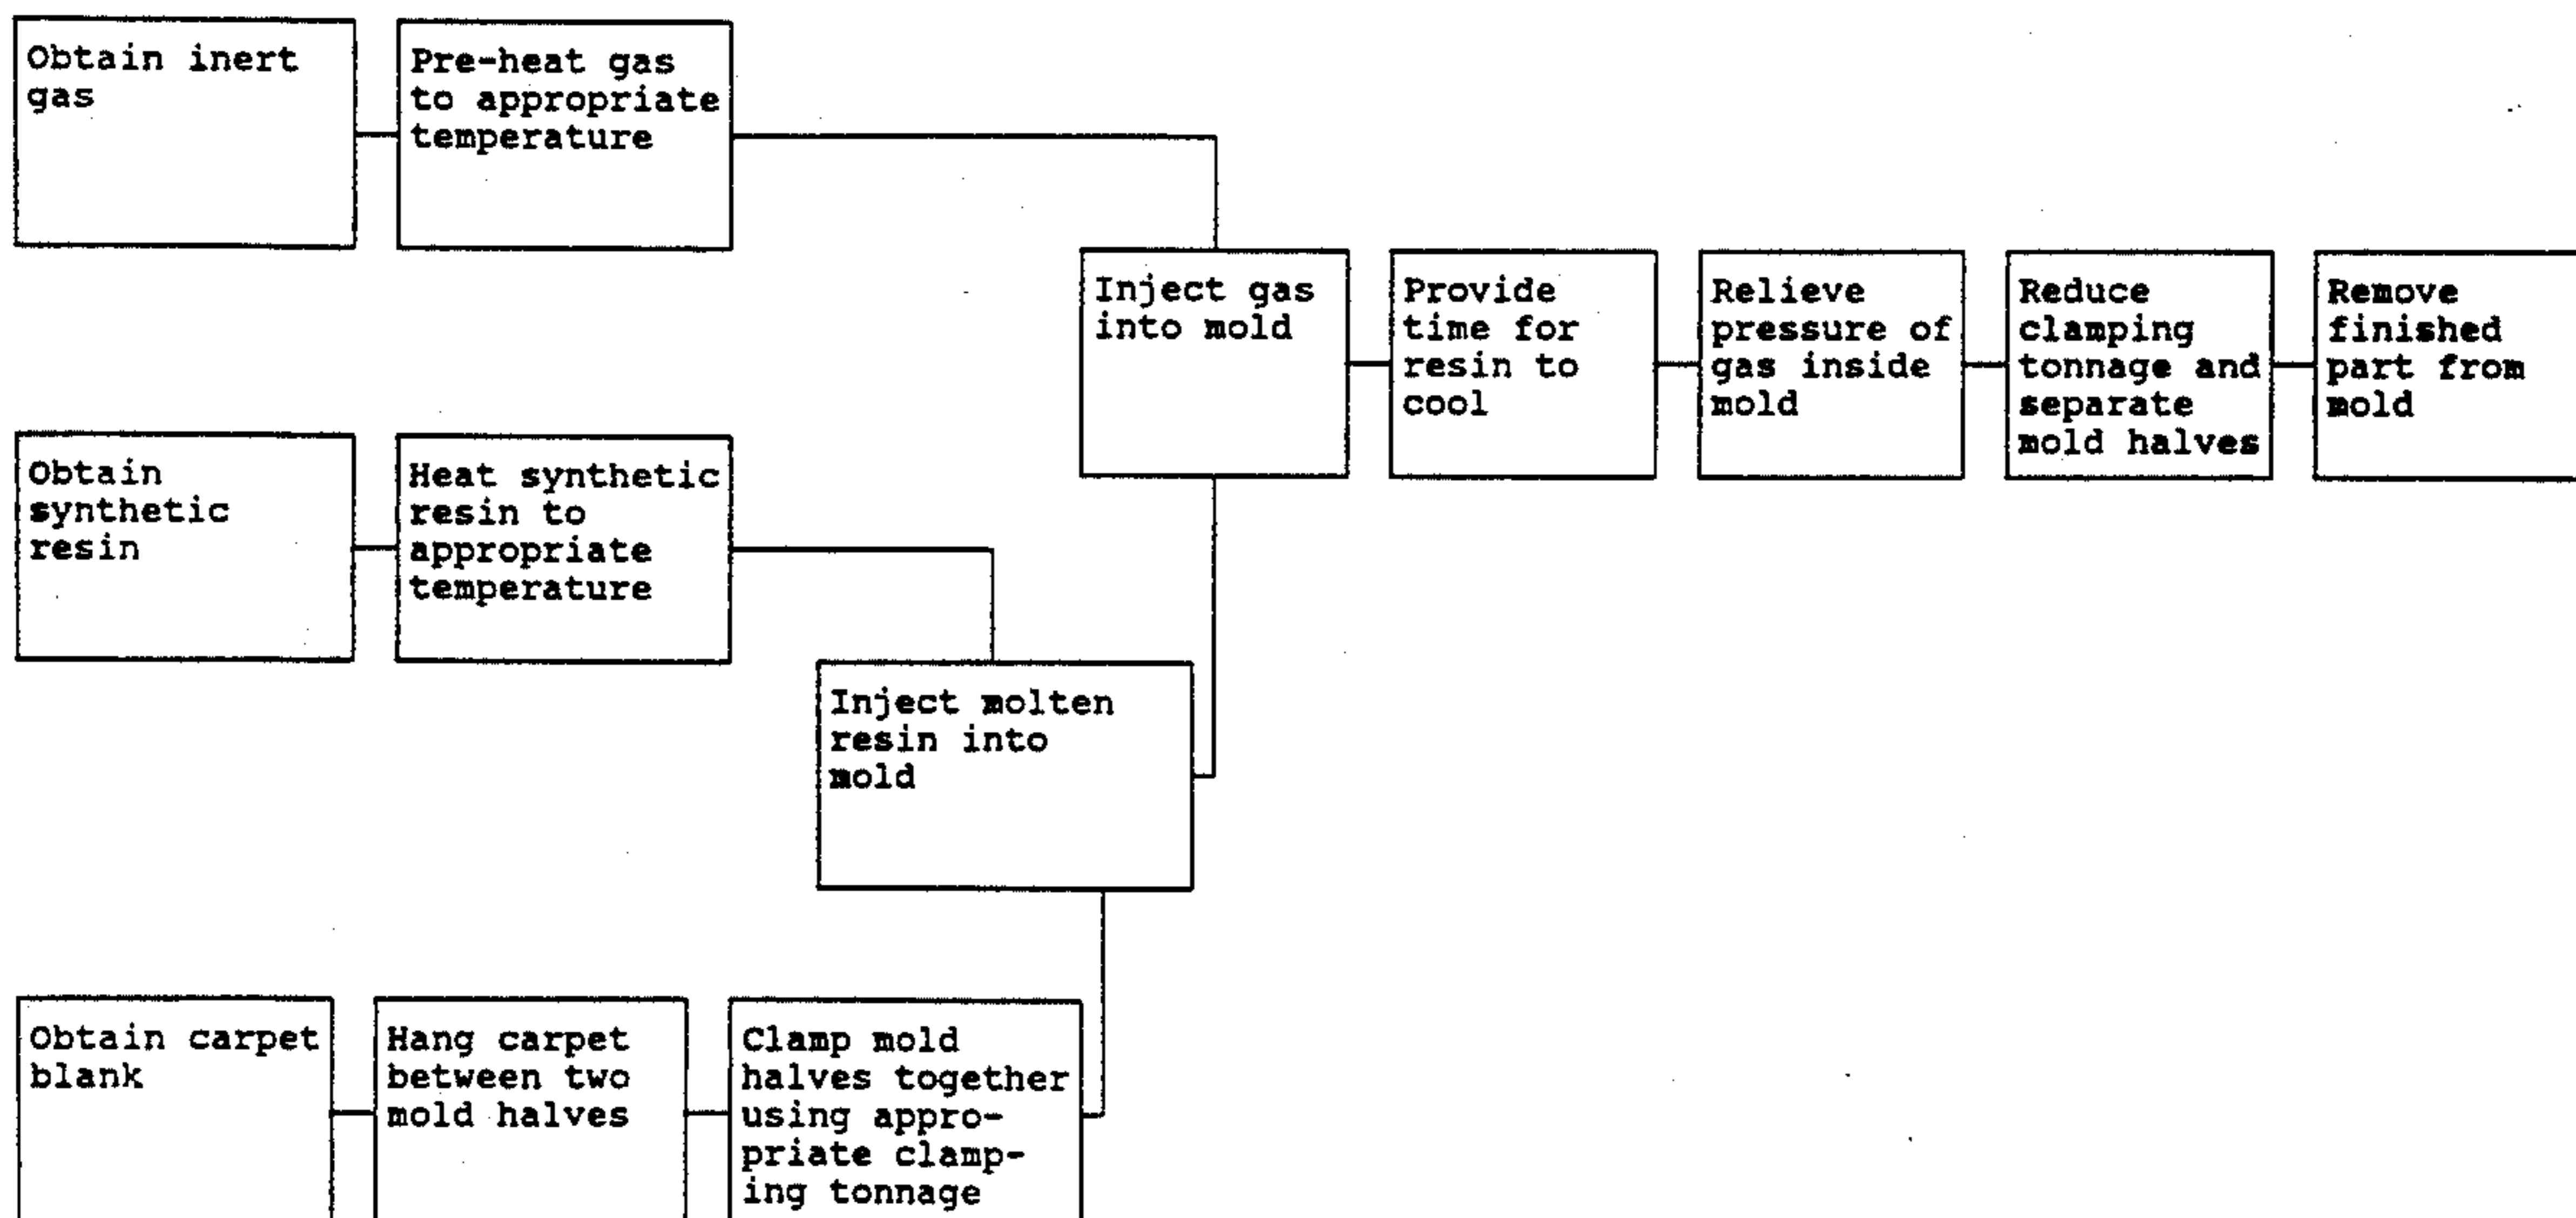 Obtain inert
gas
Pre-heat gas
to appropriate
temperature
Inject gas
into mold
Provide
time for
resin to
cool
Relieve
pressure of
gas inside
mold
Reduce
clamping
tonnage and
separate
mold halves
Remove
finished
part from
mold
Obtain
synthetic
resin
Heat synthetic
resin to
appropriate
temperature
Inject molten
resin into
mold
Obtain carpet
blank
Hang carpet
between two
mold halves
Clamp mold
halves together
using appro-
priate clamp-
ing tonnage